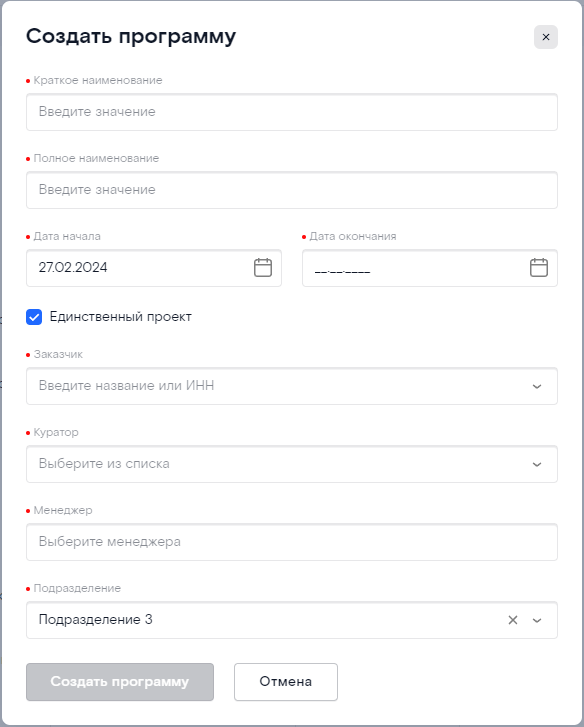 Создать программу
Краткое наименование
Введите значение
Полное наименование
Введите значение
Дата начала Дата окончания
27.02.2024 __.__.____
Единственный проект
Заказчик
Введите название или ИНН
Куратор
Выберите из списка
Менеджер
Выберите менеджера
Подразделение
Подразделение 3
Создать программу Отмена